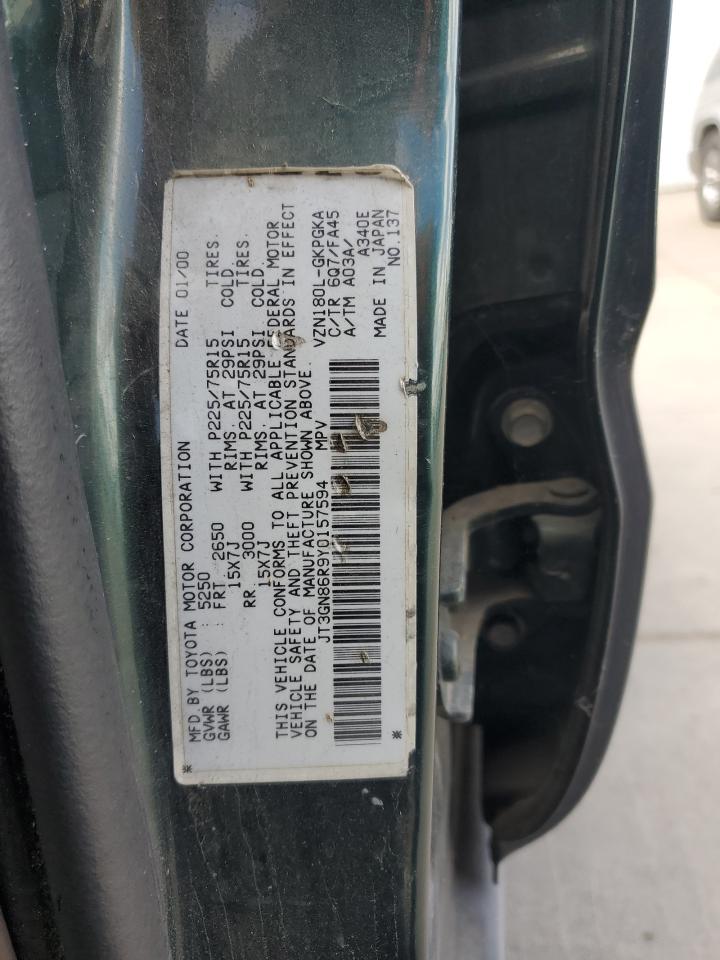 MFD. BY TOYOTA MOTOR CORPORATION DATE 01/00
GVWR (LBS) : 5250
GAWR (LBS) : FRT 2650 WITH P225/75R15 TIRES.
15X7J RIMS. AT 29PSI COLD.
RR 3000 WITH P225/75R15 TIRES.
15X7J RIMS. AT 29PSI COLD.
THIS VEHICLE CONFORMS TO ALL APPLICABLE FEDERAL MOTOR
VEHICLE SAFETY AND THEFT PREVENTION STANDARDS IN EFFECT
ON THE DATE OF MANUFACTURE SHOWN ABOVE.
JT3GN86R9Y0157594 MPV VZN180L-GKPGKA
C/TR 6Q7/FA45
A/TM A03A/
A340E
MADE IN JAPAN
* * NO.137